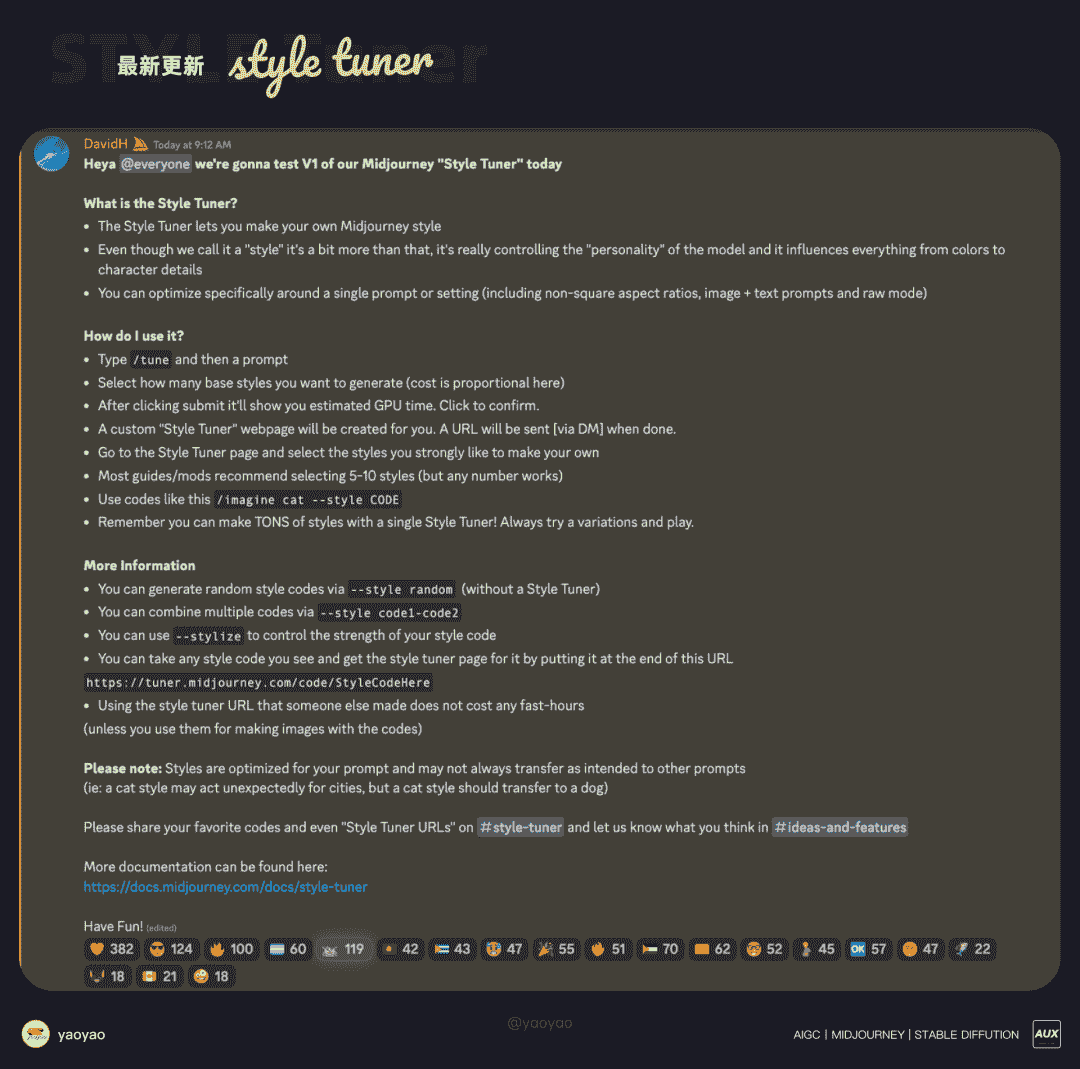 STYLE Tuner
最新更新 style tuner
DavidH Today at 9:12 AM
Heya @everyone we're gonna test V1 of our Midjourney "Style Tuner" today
What is the Style Tuner?
• The Style Tuner lets you make your own Midjourney style
• Even though we call it a "style" it's a bit more than that, it's really controlling the "personality" of the model and it influences everything from colors to
character details
• You can optimize specifically around a single prompt or setting (including non-square aspect ratios, image + text prompts and raw mode)
How do I use it?
• Type /tune and then a prompt
• Select how many base styles you want to generate (cost is proportional here)
• After clicking submit it'll show you estimated GPU time. Click to confirm.
• A custom "Style Tuner" webpage will be created for you. A URL will be sent [via DM] when done.
• Go to the Style Tuner page and select the styles you strongly like to make your own
• Most guides/mods recommend selecting 5-10 styles (but any number works)
• Use codes like this /imagine cat --style CODE
• Remember you can make TONS of styles with a single Style Tuner! Always try a variations and play.
More Information
• You can generate random style codes via --style random (without a Style Tuner)
• You can combine multiple codes via --style code1-code2
• You can use --stylize to control the strength of your style code
• You can take any style code you see and get the style tuner page for it by putting it at the end of this URL
https://tuner.midjourney.com/code/StyleCodeHere
• Using the style tuner URL that someone else made does not cost any fast-hours
(unless you use them for making images with the codes)
Please note: Styles are optimized for your prompt and may not always transfer as intended to other prompts
(ie: a cat style may act unexpectedly for cities, but a cat style should transfer to a dog)
Please share your favorite codes and even "Style Tuner URLs" on #style-tuner and let us know what you think in #ideas-and-features
More documentation can be found here:
https://docs.midjourney.com/docs/style-tuner
Have Fun! (edited)
382 124 100 60 119 42 43 47 55 51 70 62 52 45 OK 57 47 22
18 21 18
@yaoyao
yaoyao AIGC | MIDJOURNEY | STABLE DIFFUTION AUX